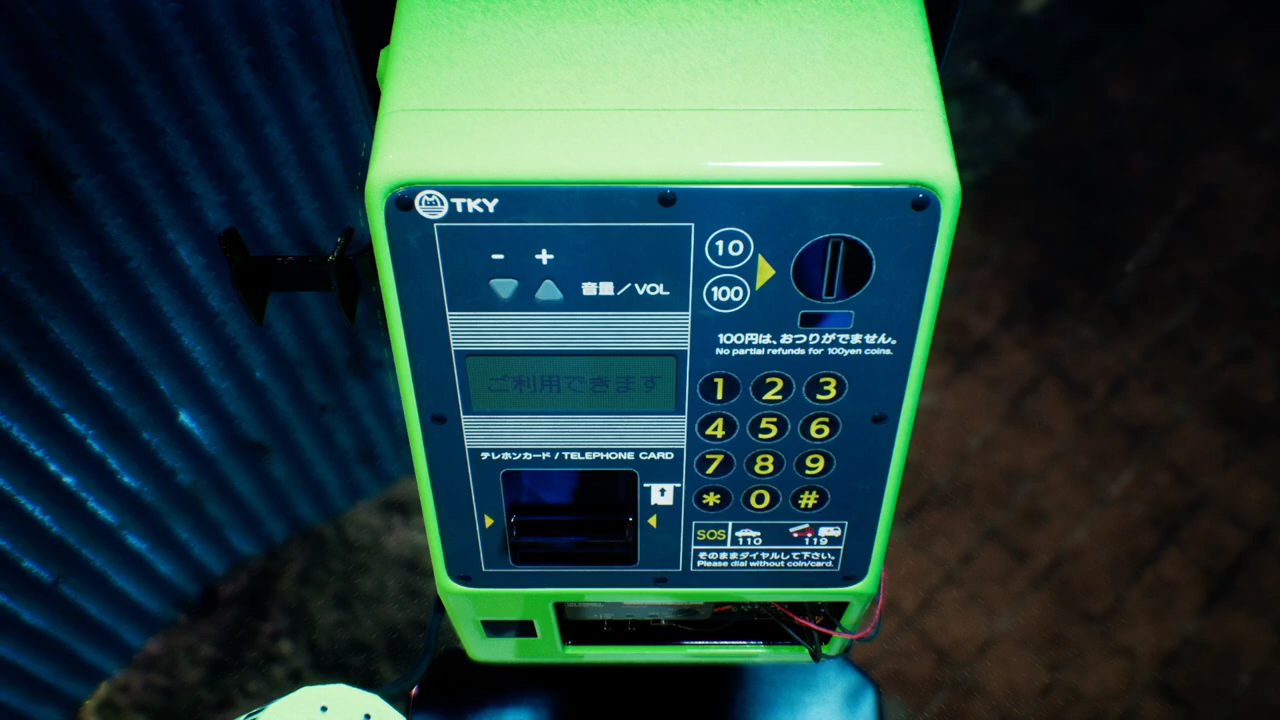 TKY
- +
音量／VOL
10
100
100円は、おつりがでません。
No partial refunds for 100yen coins.
ご利用できます
1 2 3
4 5 6
7 8 9
* 0 #
テレホンカード / TELEPHONE CARD
SOS 110 119
そのままダイヤルして下さい。
Please dial without coin/card.